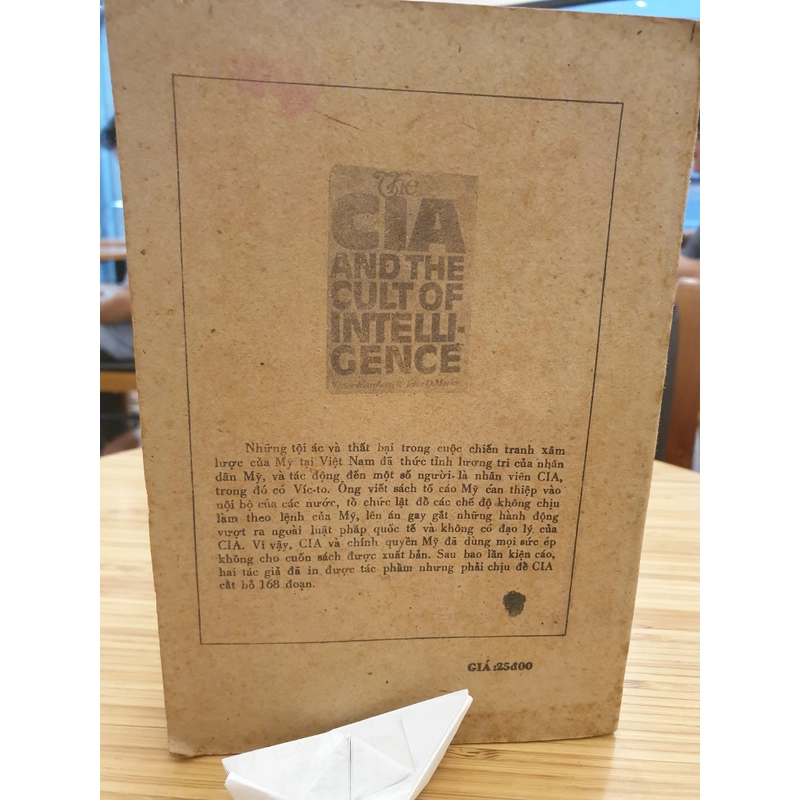 The
CIA
AND THE
CULT OF
INTELLI-
GENCE
Victor Marchetti & John D. Marks
Những tội ác và thất bại trong cuộc chiến tranh xâm
lược của Mỹ tại Việt Nam đã thức tỉnh lương tri của nhân
dân Mỹ, và tác động đến một số người là nhân viên CIA,
trong đó có Víc-to. Ông viết sách tố cáo Mỹ can thiệp vào
nội bộ của các nước, tổ chức lật đổ các chế độ không chịu
làm theo lệnh của Mỹ, lên án gay gắt những hành động
vượt ra ngoài luật pháp quốc tế và không có đạo lý của
CIA. Vì vậy, CIA và chính quyền Mỹ đã dùng mọi sức ép
không cho cuốn sách được xuất bản. Sau bao lần kiện cáo,
hai tác giả đã in được tác phẩm nhưng phải chịu để CIA
cắt bỏ 168 đoạn.
GIÁ :25đ00